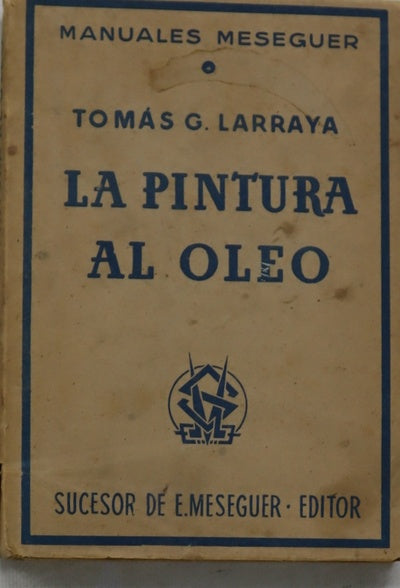 MANUALES MESEGUER
TOMÁS G. LARRAYA
LA PINTURA
AL OLEO
SUCESOR DE E. MESEGUER · EDITOR